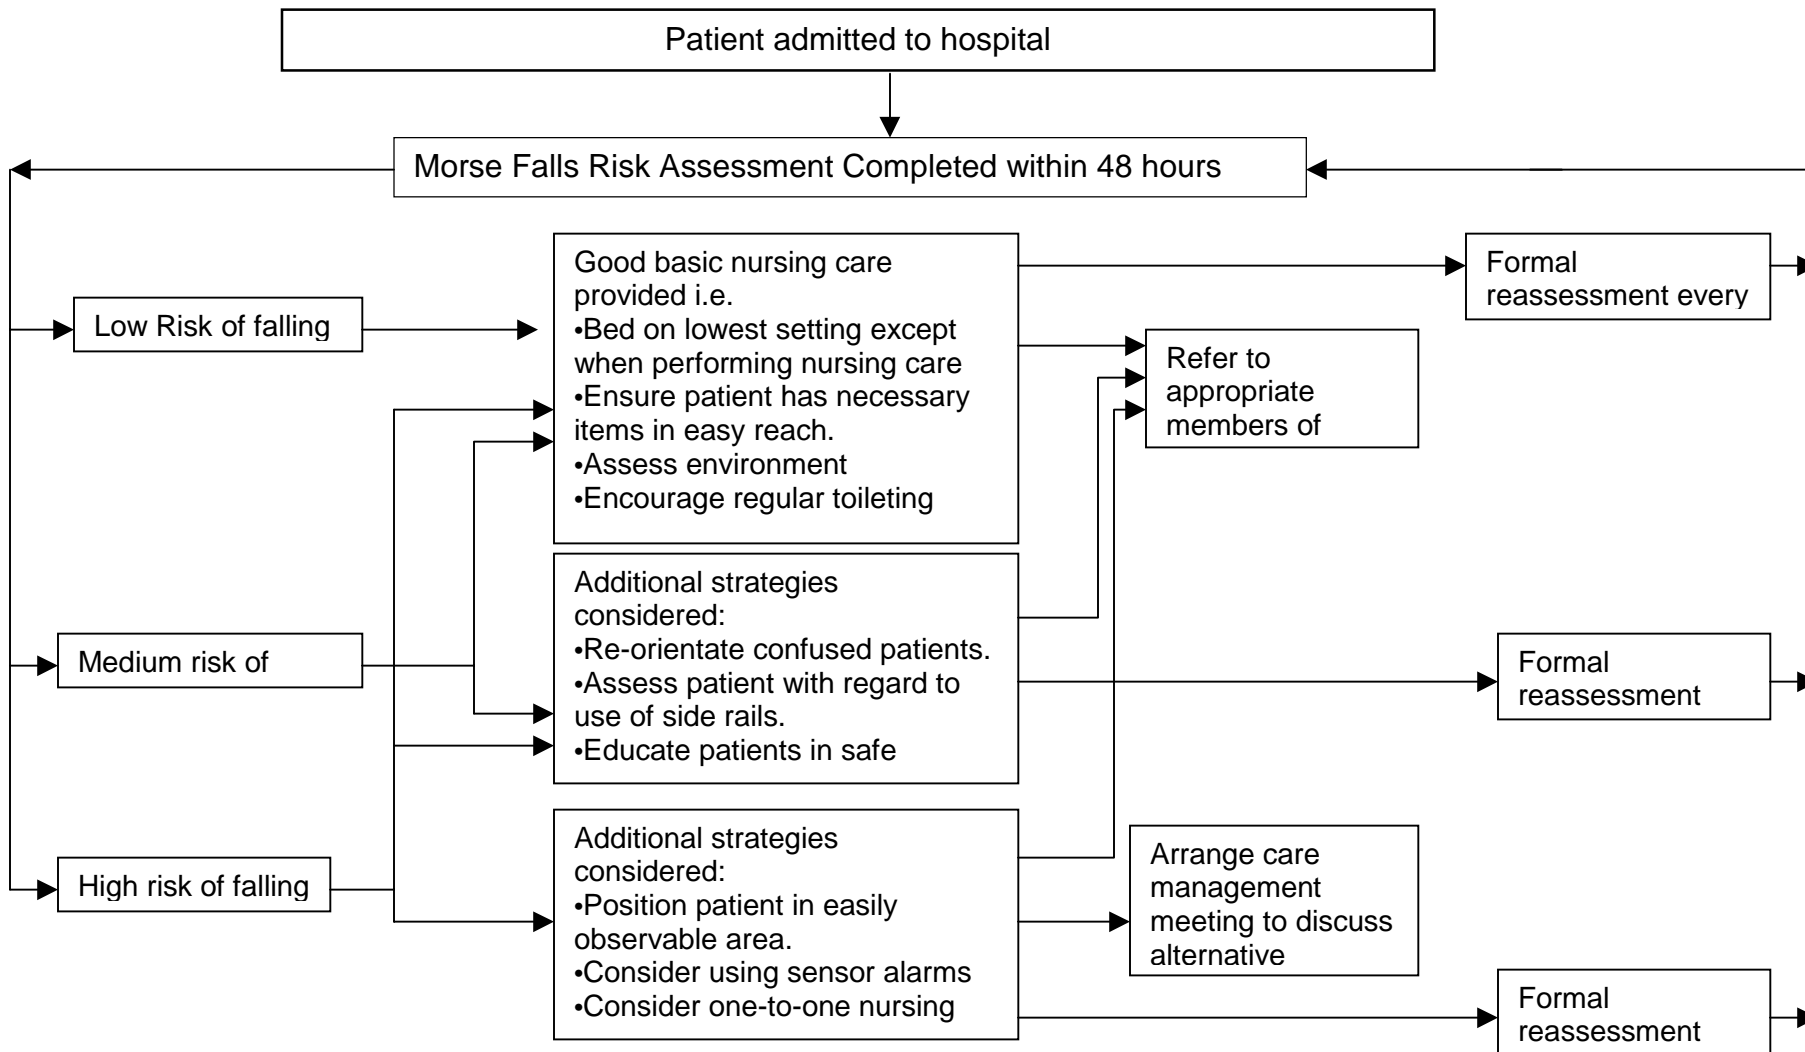 Patient admitted to hospital
Morse Falls Risk Assessment Completed within 48 hours
Low Risk of falling
Good basic nursing care
provided i.e.
•Bed on lowest setting except
when performing nursing care
•Ensure patient has necessary
items in easy reach.
•Assess environment
•Encourage regular toileting
Formal
reassessment every
Refer to
appropriate
members of
Medium risk of
Additional strategies
considered:
•Re-orientate confused patients.
•Assess patient with regard to
use of side rails.
•Educate patients in safe
Formal
reassessment
High risk of falling
Additional strategies
considered:
•Position patient in easily
observable area.
•Consider using sensor alarms
•Consider one-to-one nursing
Arrange care
management
meeting to discuss
alternative
Formal
reassessment